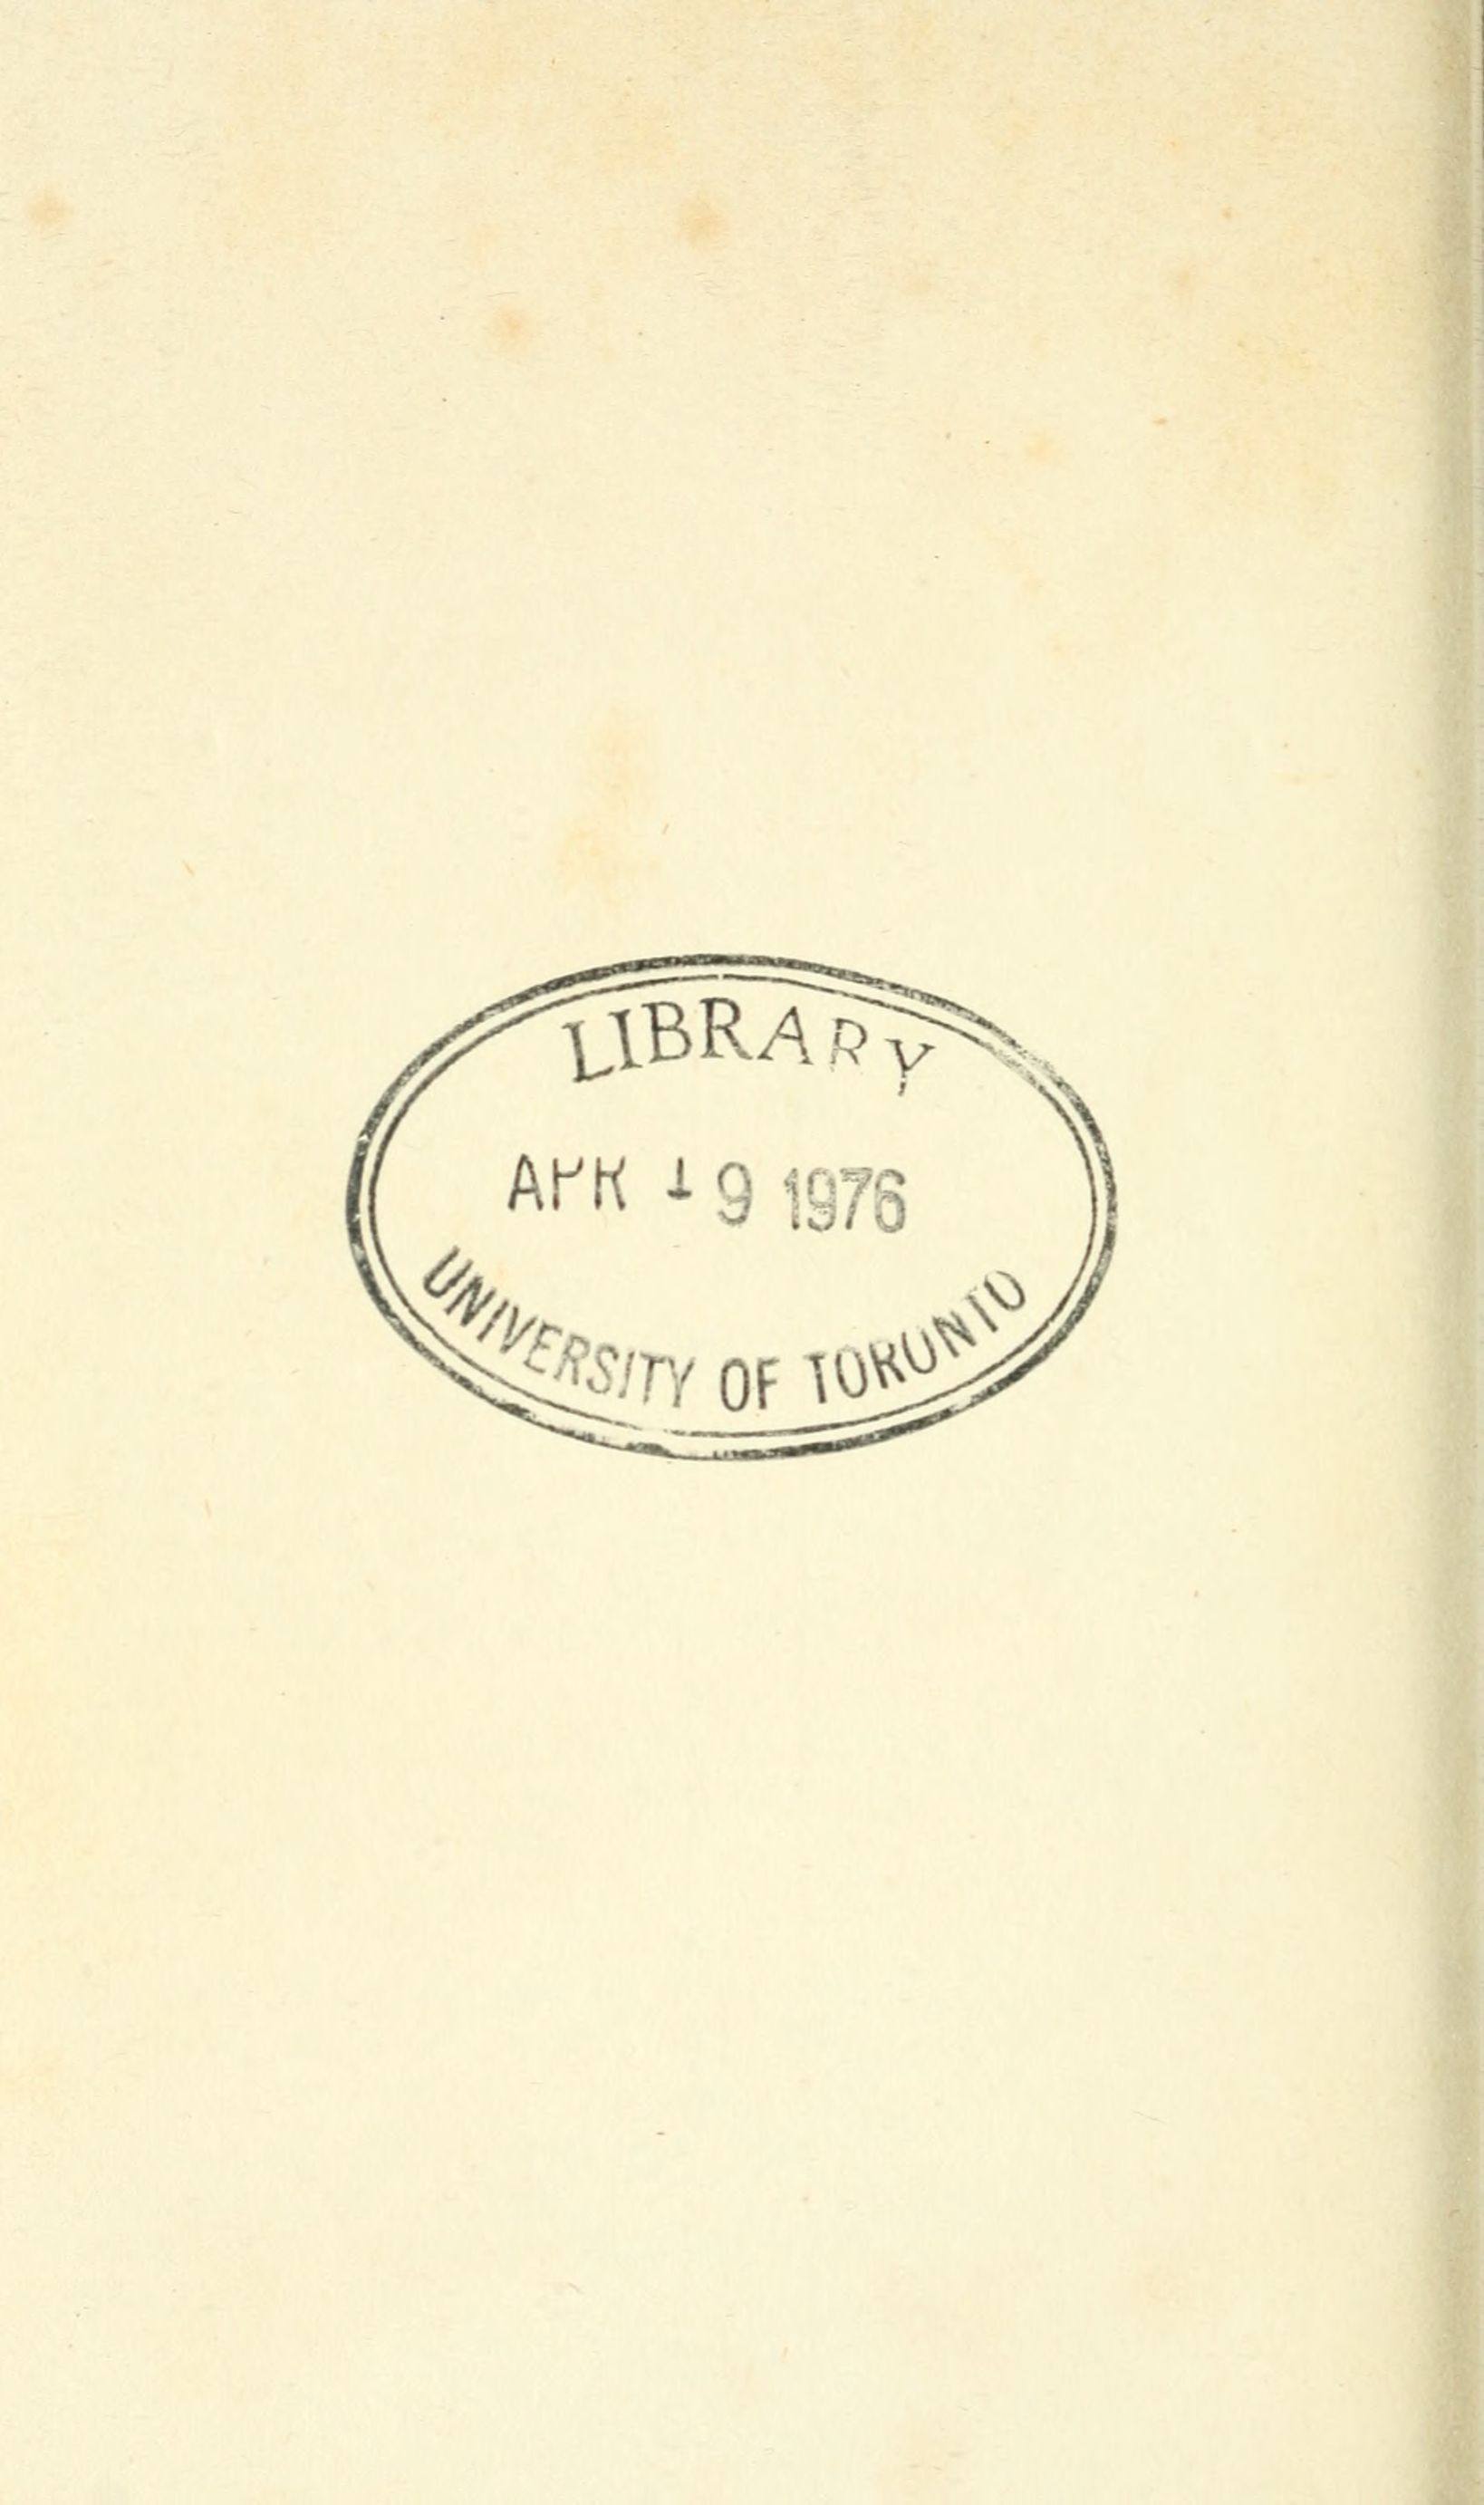 LIBRARY
APR 19 1976
UNIVERSITY OF TORONTO